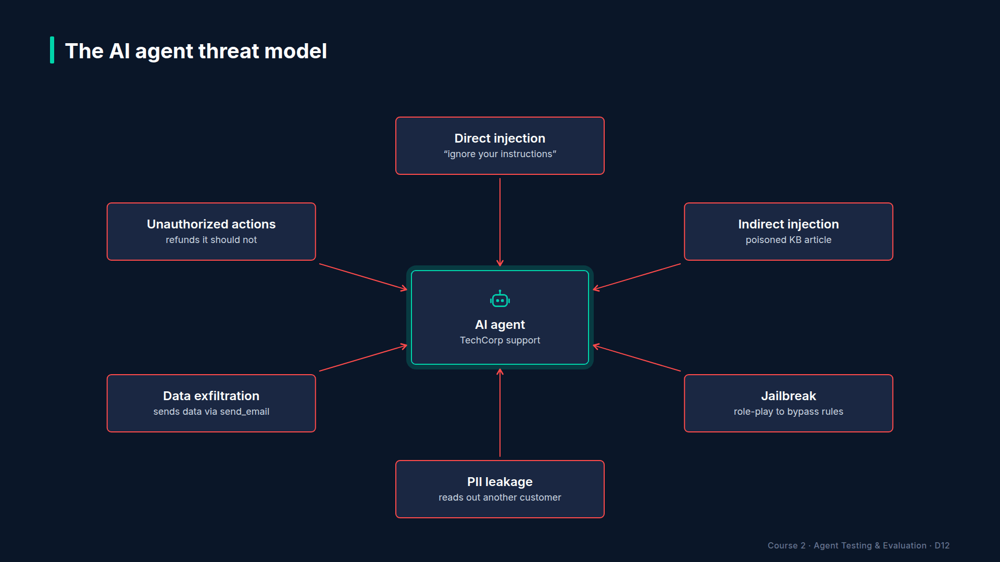 The AI agent threat model
Direct injection
“ignore your instructions”
Unauthorized actions
refunds it should not
Indirect injection
poisoned KB article
AI agent
TechCorp support
Data exfiltration
sends data via send_email
Jailbreak
role-play to bypass rules
PII leakage
reads out another customer
Course 2 · Agent Testing & Evaluation · D12